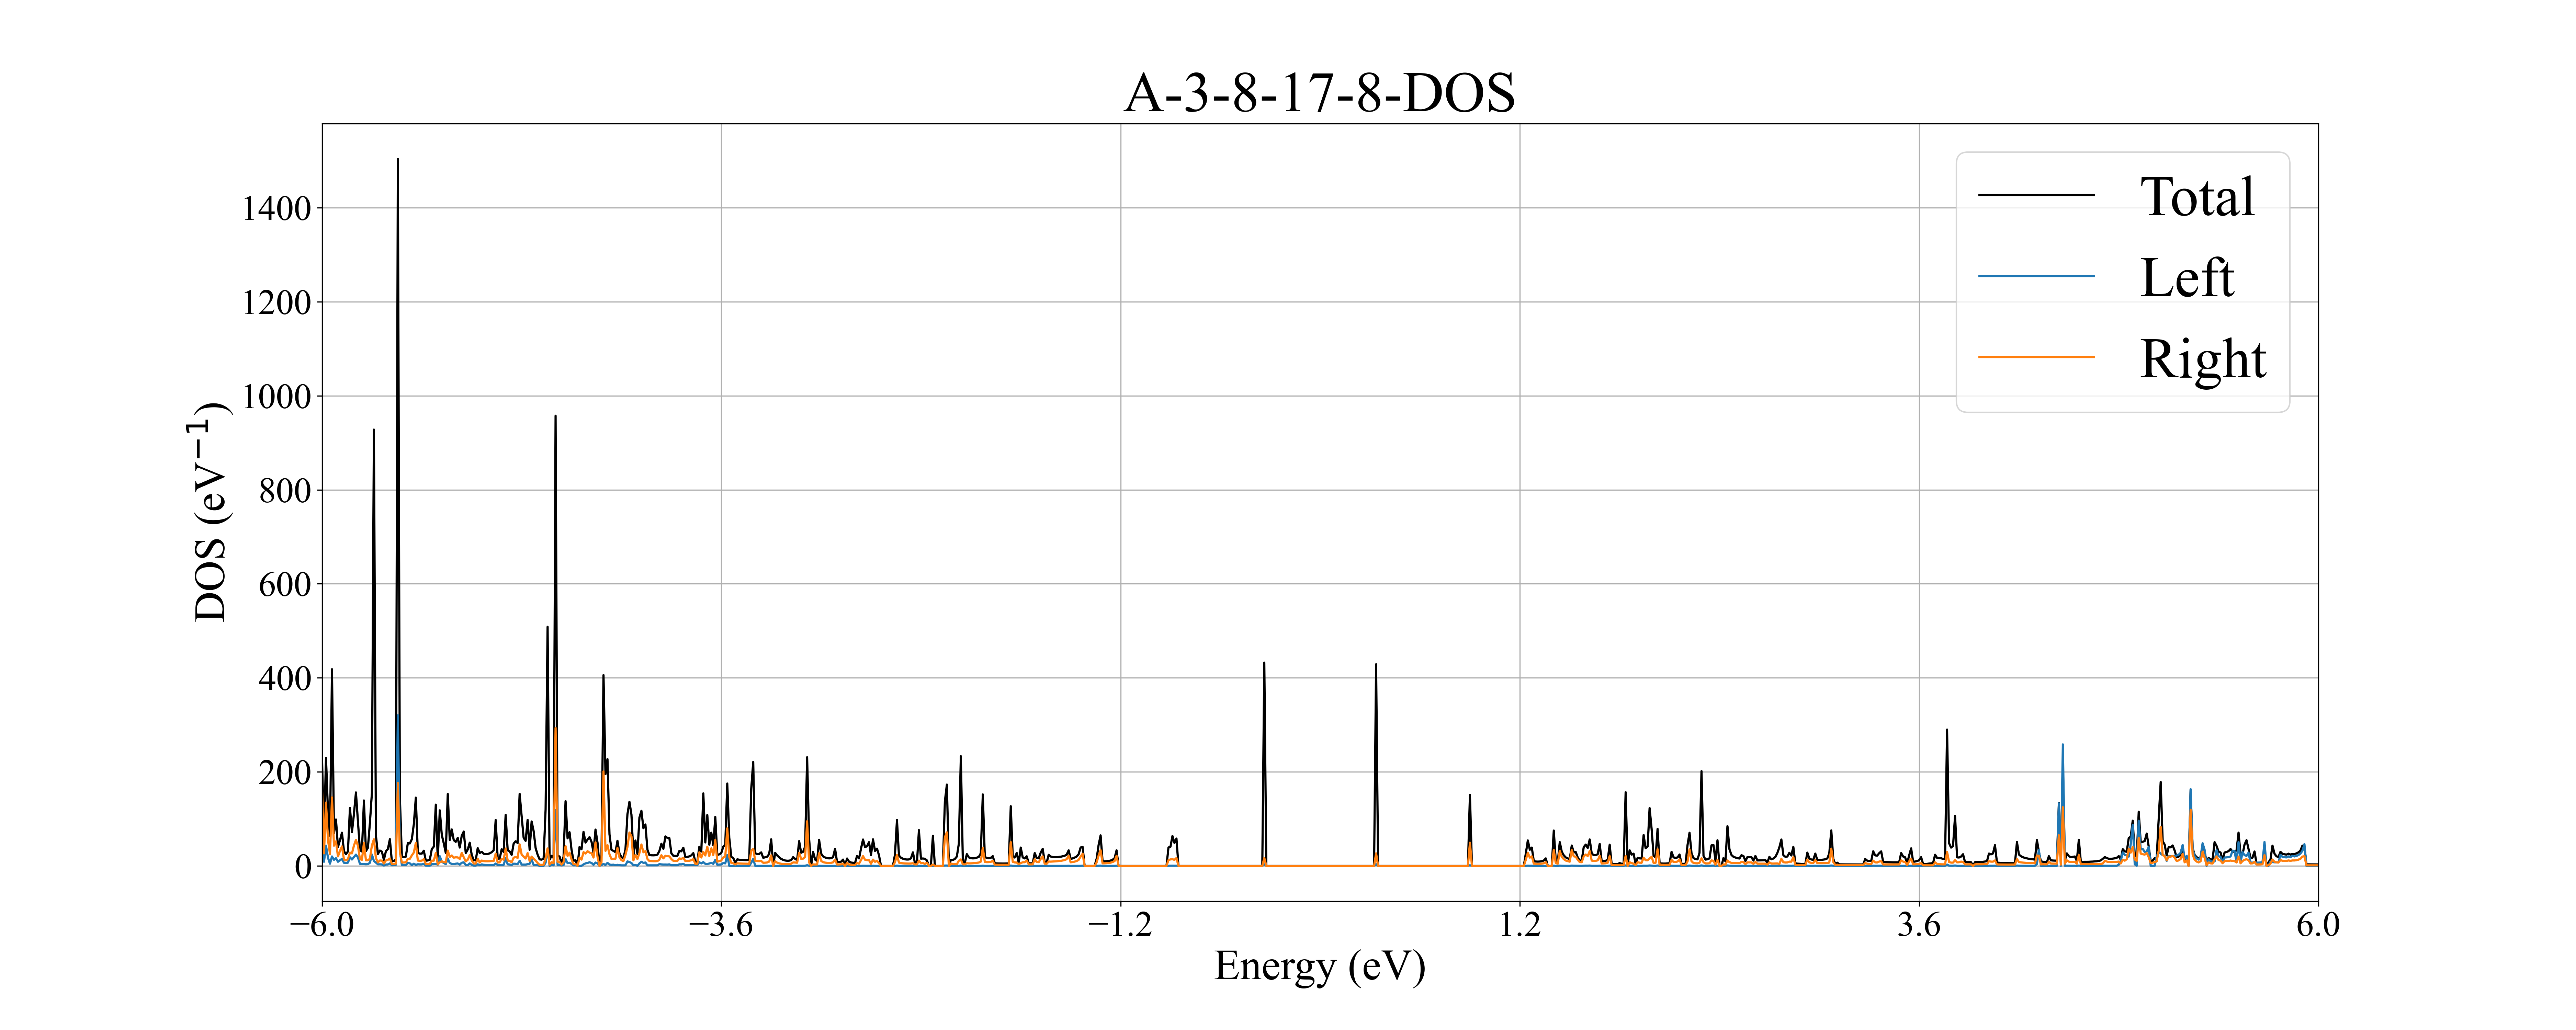 A-3-8-17-8-DOS
DOS (eV⁻¹)
1400
1200
1000
800
600
400
200
0
Total
Left
Right
−6.0 −3.6 −1.2 1.2 3.6 6.0
Energy (eV)